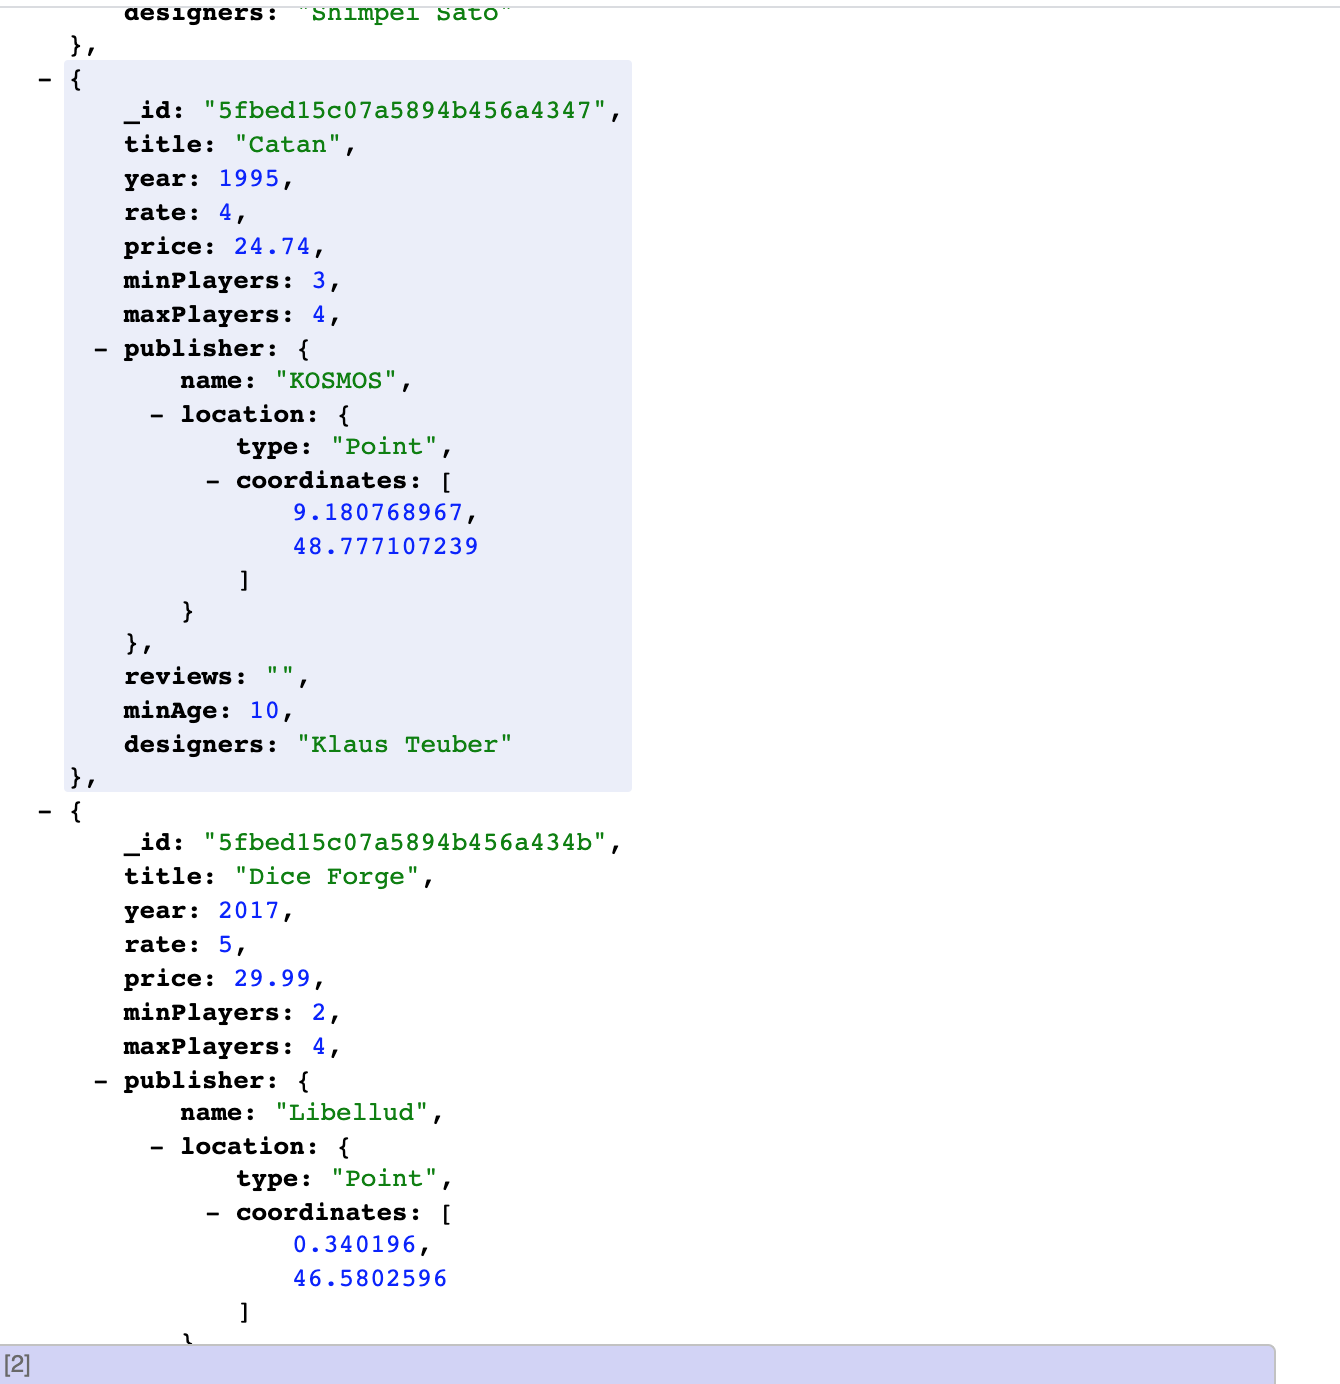 designers: "Shimpei Sato"
},
- {
_id: "5fbed15c07a5894b456a4347",
title: "Catan",
year: 1995,
rate: 4,
price: 24.74,
minPlayers: 3,
maxPlayers: 4,
- publisher: {
name: "KOSMOS",
- location: {
type: "Point",
- coordinates: [
9.180768967,
48.777107239
]
}
},
reviews: "",
minAge: 10,
designers: "Klaus Teuber"
},
- {
_id: "5fbed15c07a5894b456a434b",
title: "Dice Forge",
year: 2017,
rate: 5,
price: 29.99,
minPlayers: 2,
maxPlayers: 4,
- publisher: {
name: "Libellud",
- location: {
type: "Point",
- coordinates: [
0.340196,
46.5802596
]
}
[2]